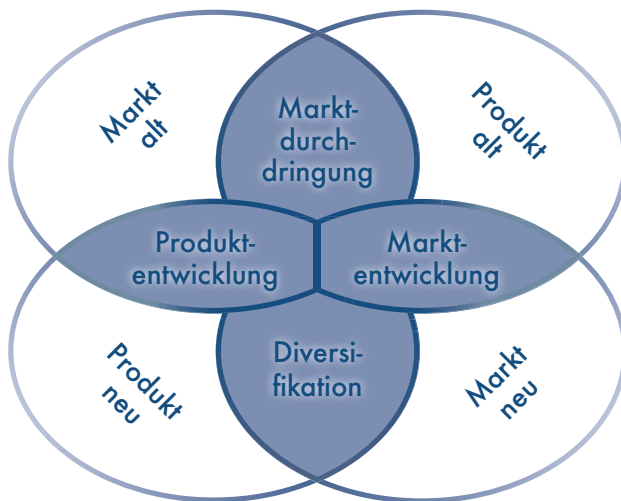 Markt
alt
Markt-
durch-
dringung
Produkt
alt
Produkt-
entwicklung
Markt-
entwicklung
Produkt
neu
Diversi-
fikation
Markt
neu